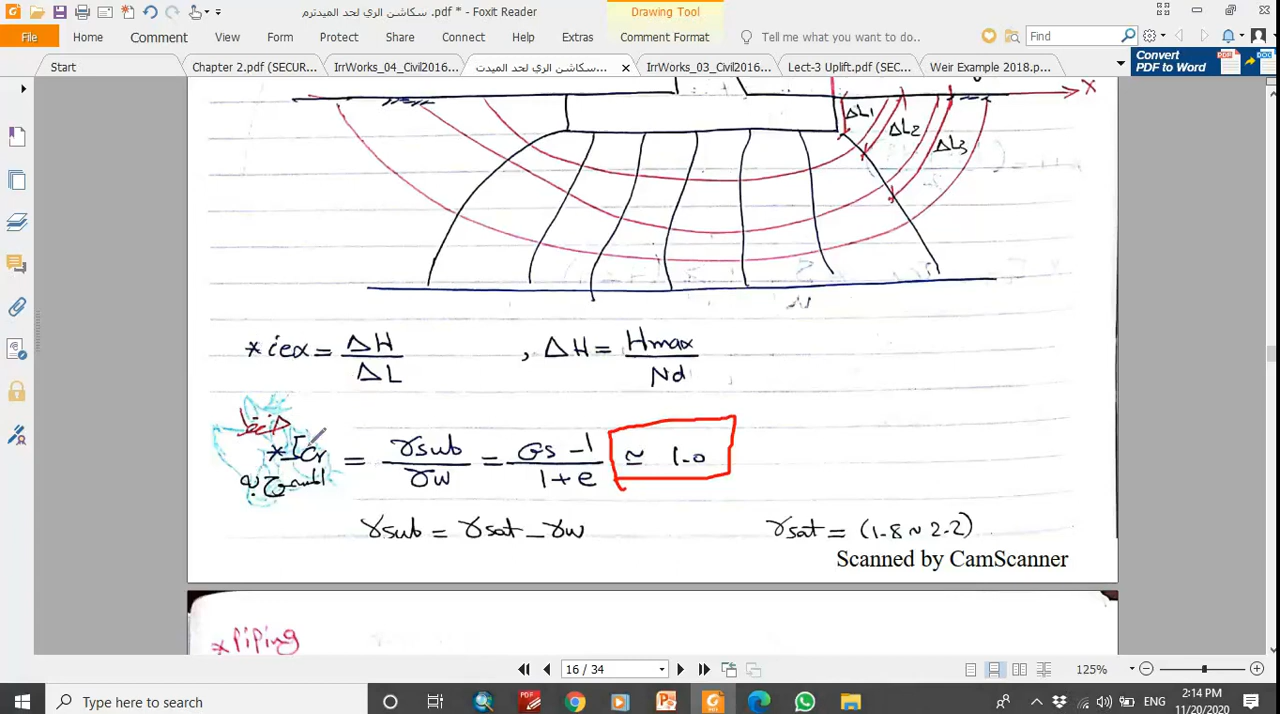 سكاشن الري لحد الميدترم.pdf * - Foxit Reader
Drawing Tool
File
Home
Comment
View
Form
Protect
Share
Connect
Help
Extras
Comment Format
Tell me what you want to do..
Find
Start
Chapter 2.pdf (SECUR...
IrrWorks_04_Civil2016...
سكاشن الري لحد الميدت...
IrrWorks_03_Civil2016...
Lect-3 Uplift.pdf (SEC...
Weir Example 2018.pd...
Convert
PDF to Word
X
ΔL1
ΔL2
ΔL3
*iex = ΔH / ΔL , ΔH = Hmax / Nd
*Icr = γsub / γw = Gs - 1 / 1 + e ≃ 1.0
المسموح به
γsub = γsat - γw γsat = (1.8 ~ 2.2)
Scanned by CamScanner
*Piping
16 / 34
125%
Type here to search
ENG
2:14 PM
11/20/2020